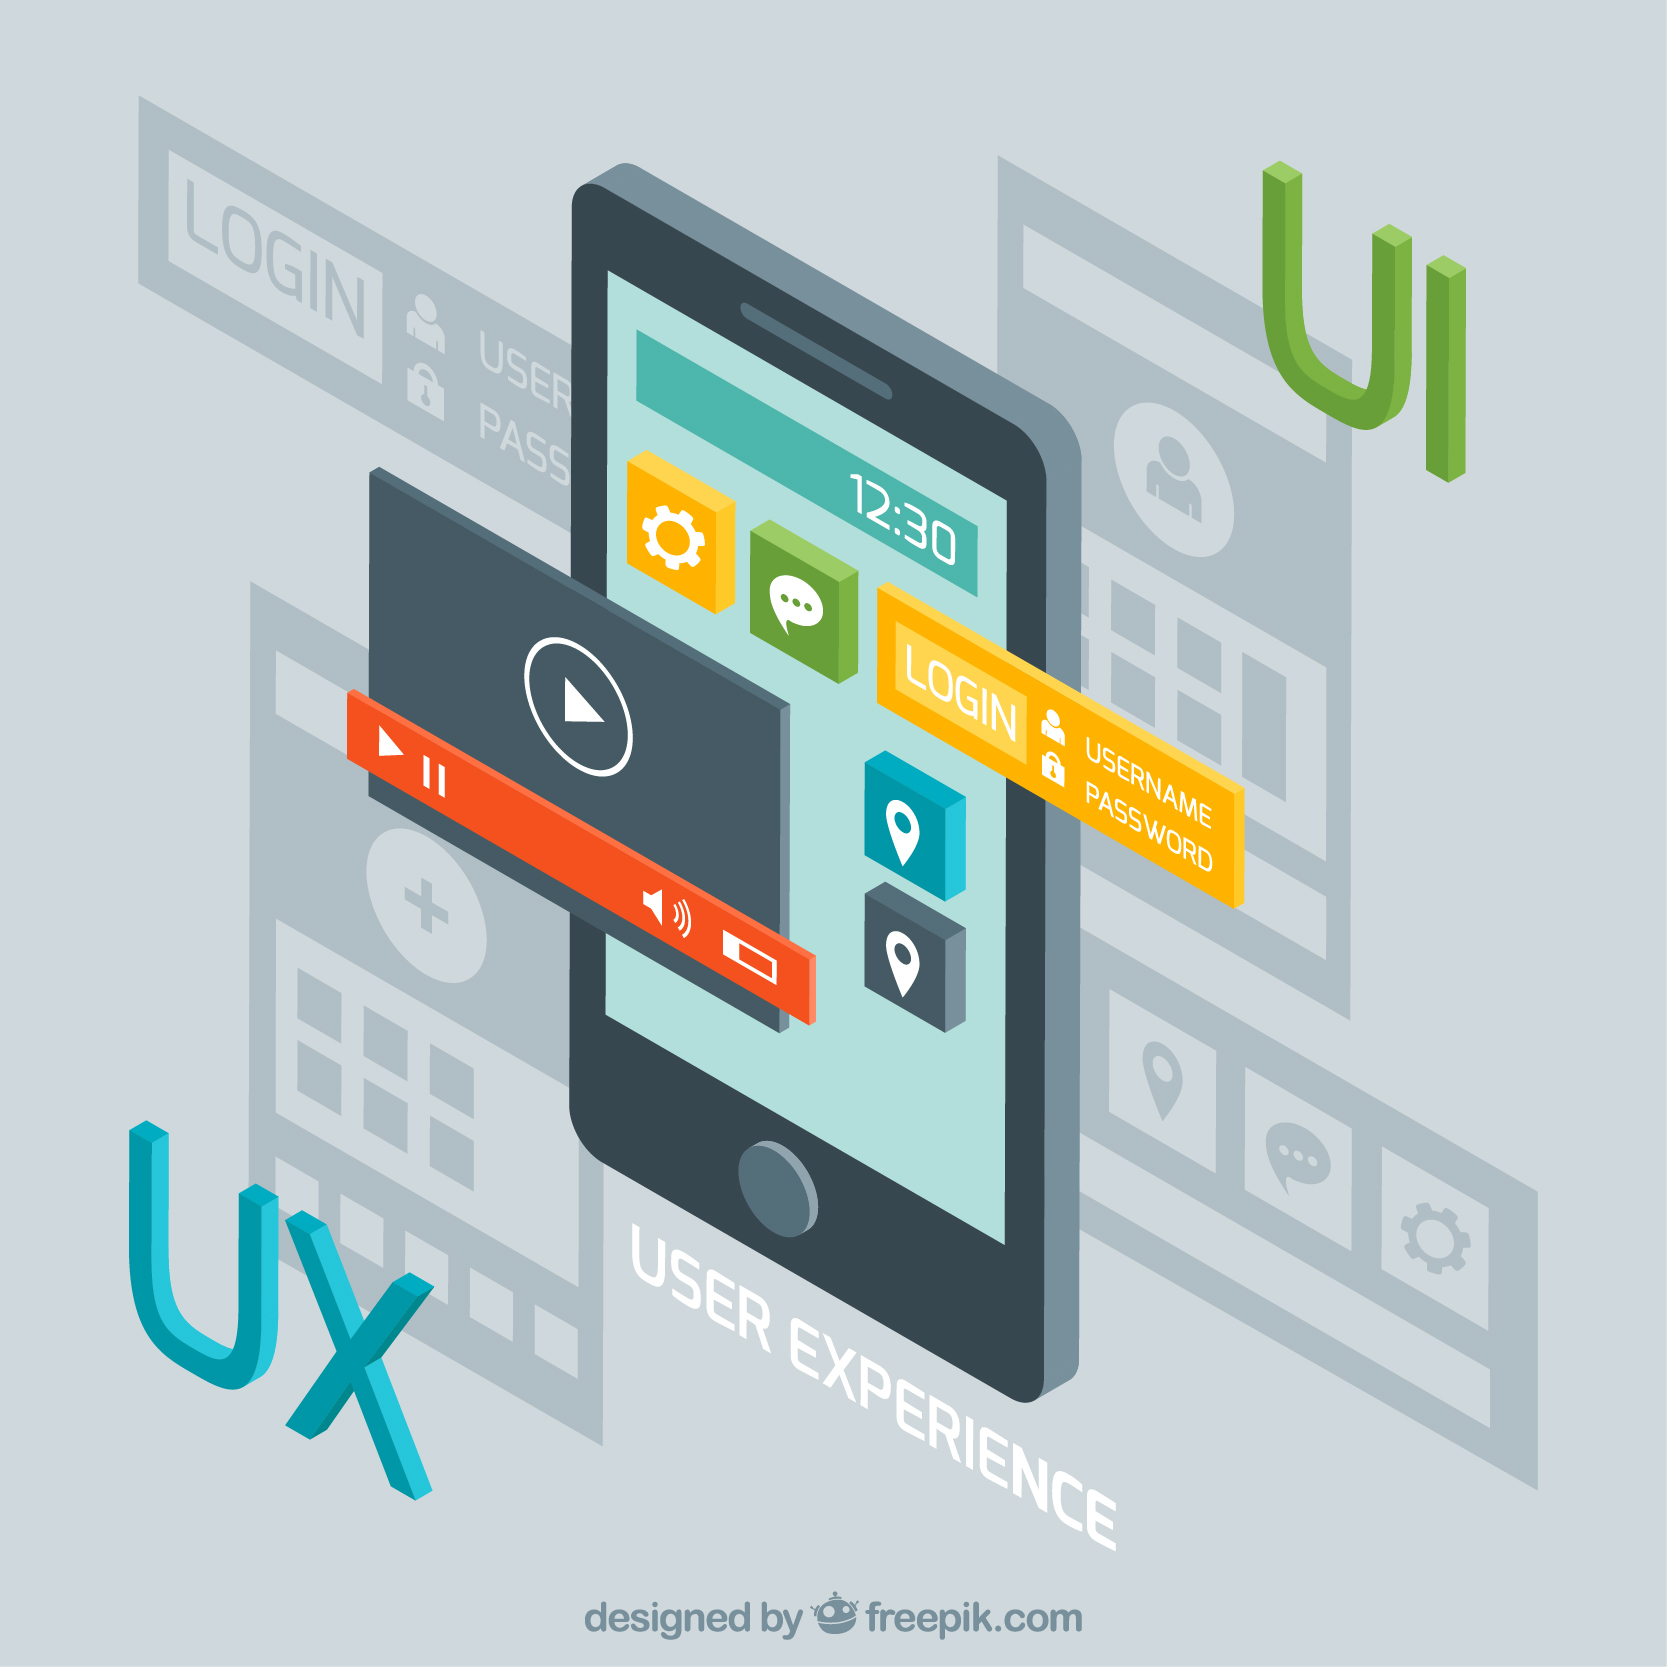 UI
LOGIN
USER
PASS
12:30
LOGIN
USERNAME
PASSWORD
UX
USER EXPERIENCE
designed by freepik.com